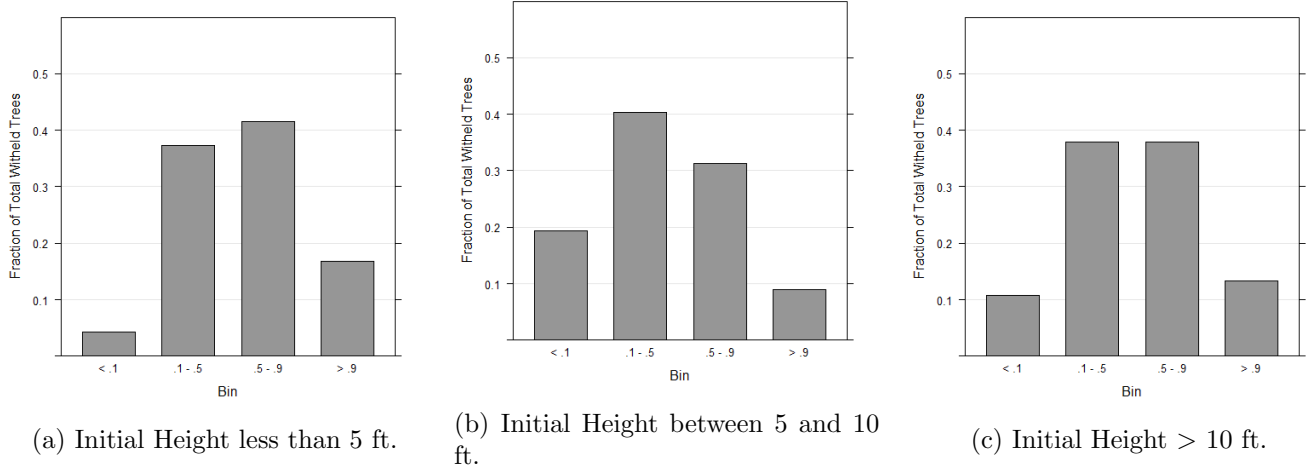 Fraction of Total Witheld Trees
0.5
0.4
0.3
0.2
0.1
< .1
.1 - .5
.5 - .9
> .9
Bin
(a) Initial Height less than 5 ft.
Fraction of Total Witheld Trees
0.5
0.4
0.3
0.2
0.1
< .1
.1 - .5
.5 - .9
> .9
Bin
(b) Initial Height between 5 and 10
ft.
Fraction of Total Witheld Trees
0.5
0.4
0.3
0.2
0.1
< .1
.1 - .5
.5 - .9
> .9
Bin
(c) Initial Height > 10 ft.